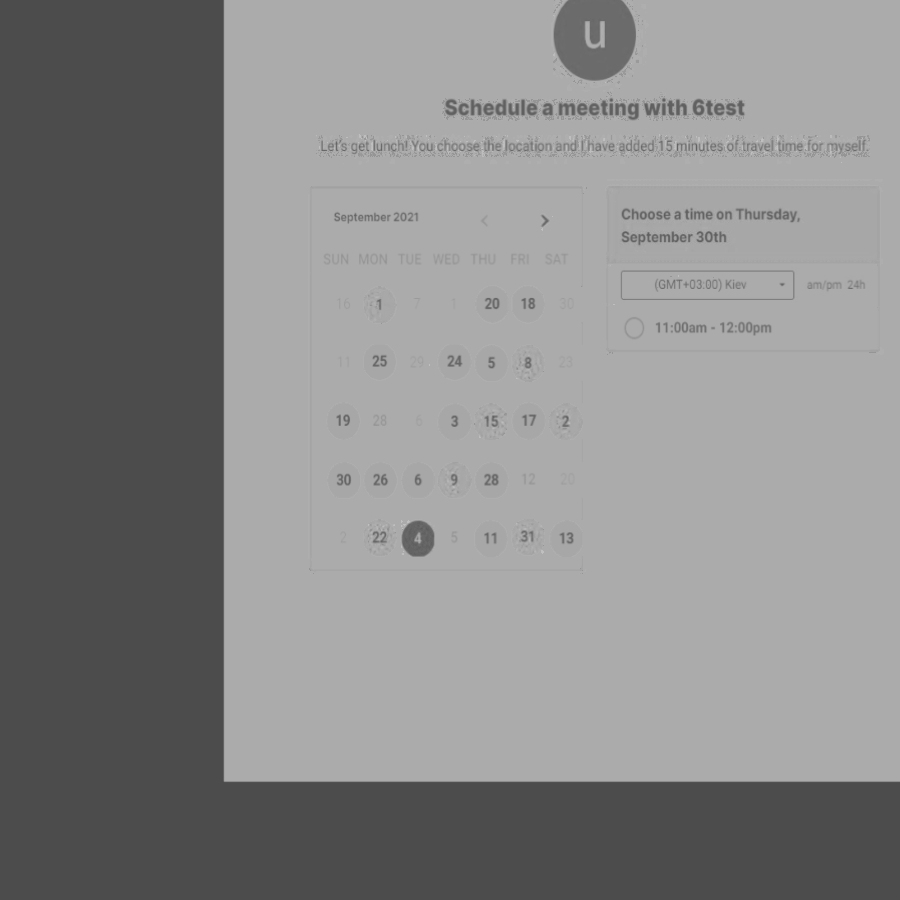 u
Schedule a meeting with 6test
Let's get lunch! You choose the location and I have added 15 minutes of travel time for myself.
September 2021
SUN MON TUE WED THU FRI SAT
16 1 7 1 20 18 30
11 25 29 24 5 8 23
19 28 6 3 15 17 2
30 26 6 9 28 12 20
2 22 4 5 11 31 13
Choose a time on Thursday,
September 30th
(GMT+03:00) Kiev am/pm 24h
11:00am - 12:00pm